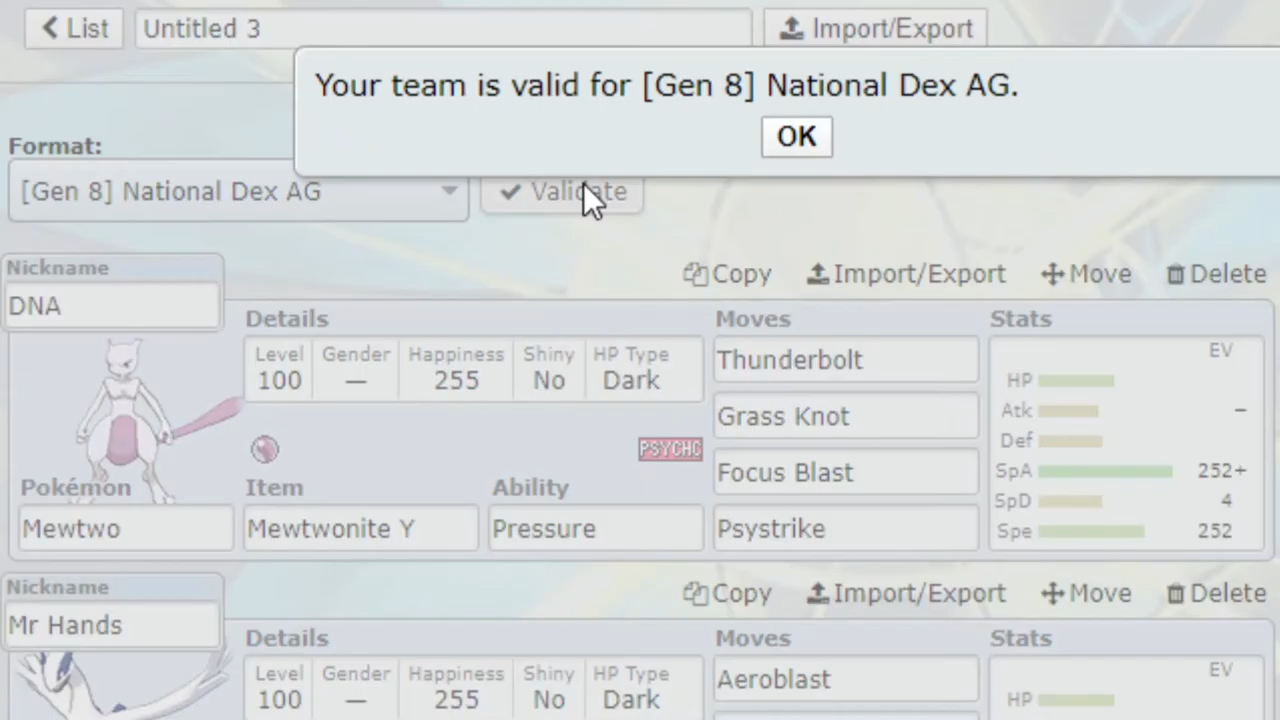 List
Untitled 3
Import/Export
Your team is valid for [Gen 8] National Dex AG.
OK
Format:
[Gen 8] National Dex AG
Validate
Nickname
DNA
Copy
Import/Export
Move
Delete
Details
Moves
Stats
Level
Gender
Happiness
Shiny
HP Type
100
—
255
No
Dark
Thunderbolt
Grass Knot
Focus Blast
Psystrike
EV
HP
Atk –
Def
SpA 252+
SpD 4
Spe 252
PSYCHC
Pokémon
Item
Ability
Mewtwo
Mewtwonite Y
Pressure
Nickname
Mr Hands
Copy
Import/Export
Move
Delete
Details
Moves
Stats
Level
Gender
Happiness
Shiny
HP Type
100
—
255
No
Dark
Aeroblast
EV
HP